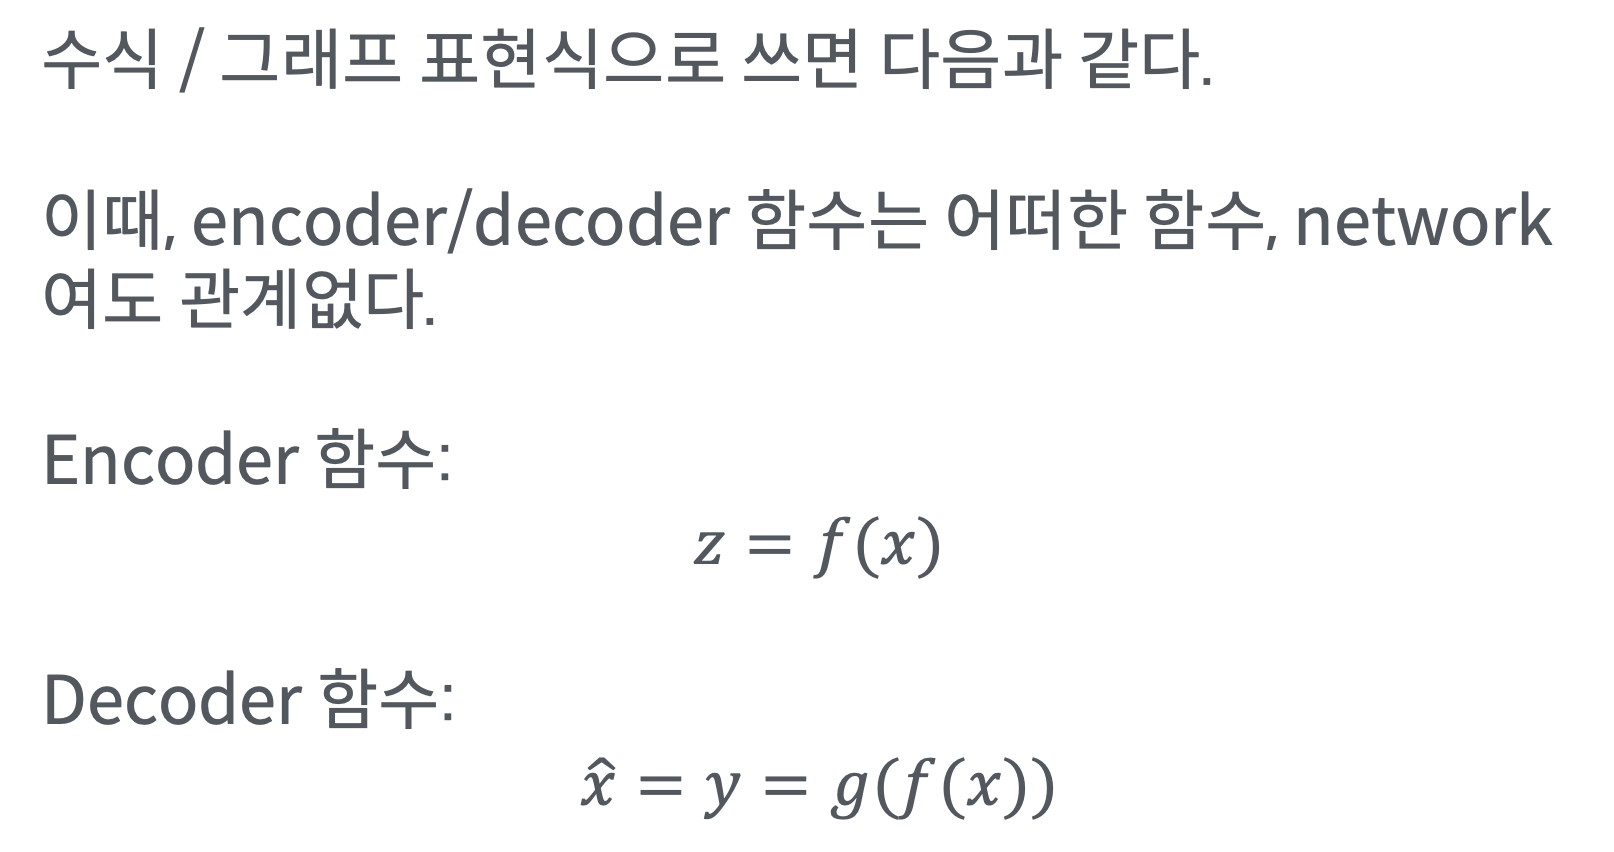 수식 / 그래프 표현식으로 쓰면 다음과 같다.
이때, encoder/decoder 함수는 어떠한 함수, network
여도 관계없다.
Encoder 함수:
z = f(x)
Decoder 함수:
x̂ = y = g(f(x))